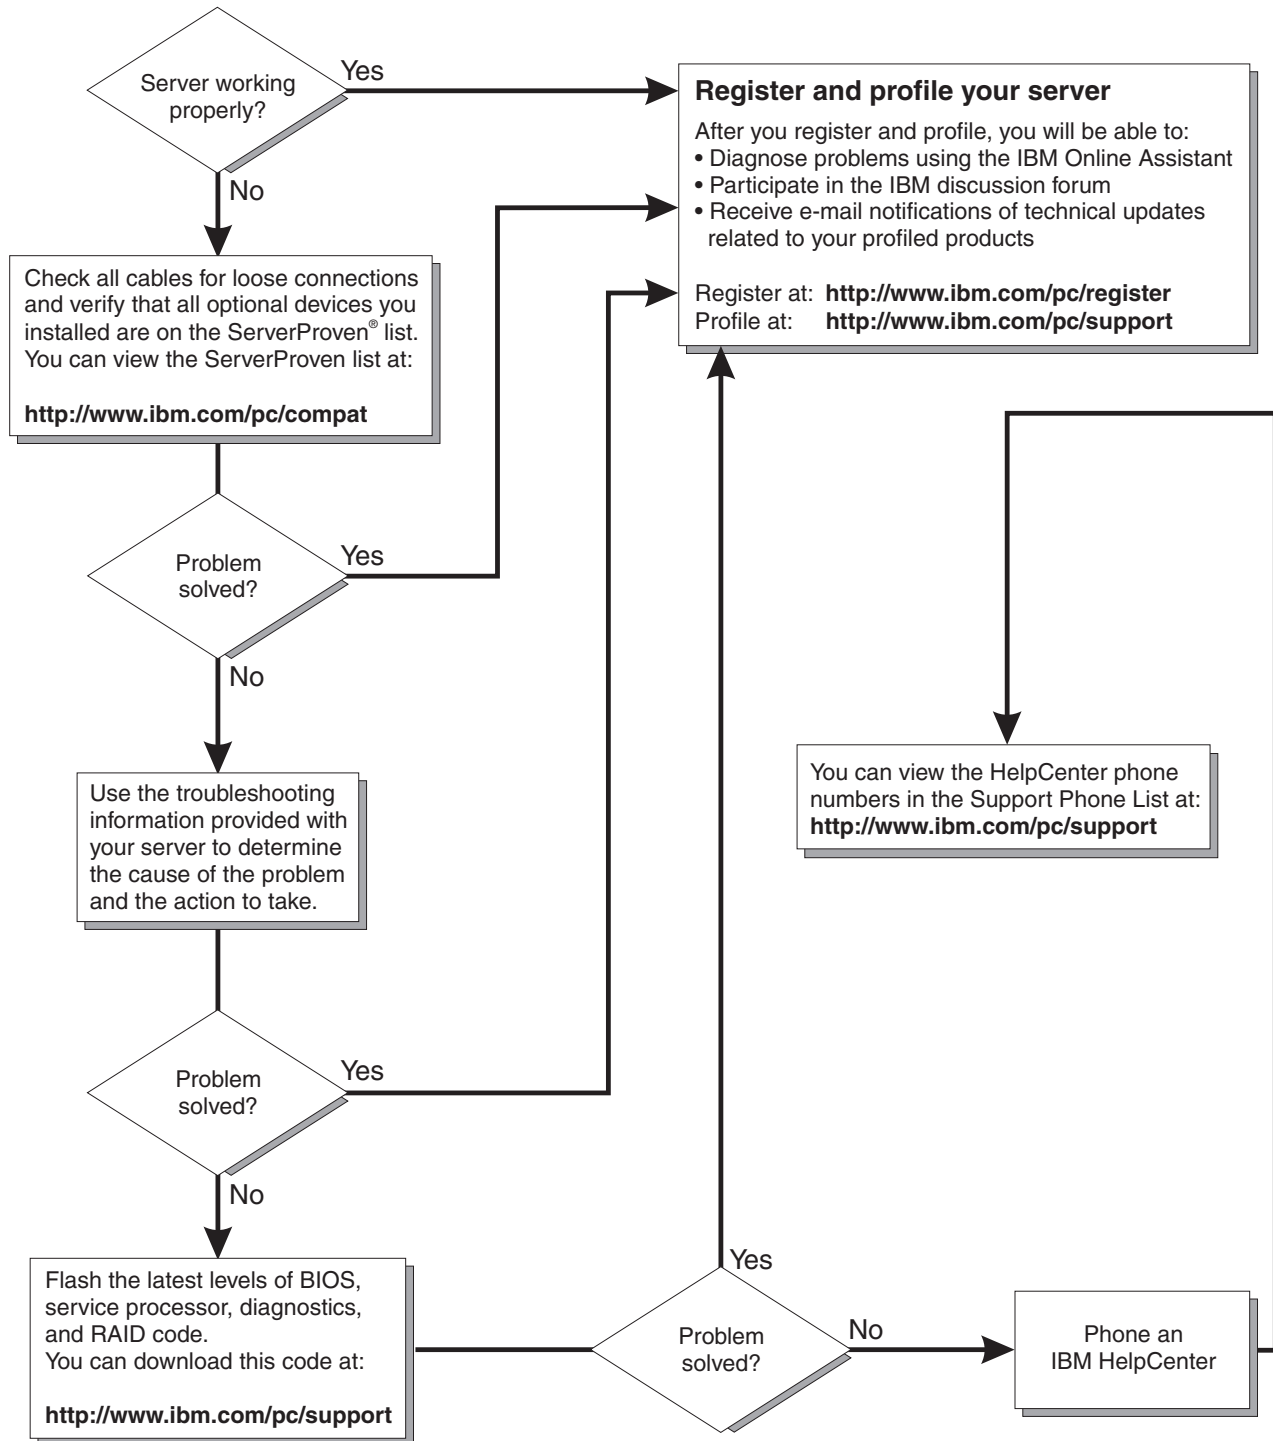 Server working
properly?
Yes
No
Register and profile your server
After you register and profile, you will be able to:
• Diagnose problems using the IBM Online Assistant
• Participate in the IBM discussion forum
• Receive e-mail notifications of technical updates
related to your profiled products
Register at: http://www.ibm.com/pc/register
Profile at: http://www.ibm.com/pc/support
Check all cables for loose connections
and verify that all optional devices you
installed are on the ServerProven® list.
You can view the ServerProven list at:
http://www.ibm.com/pc/compat
Problem
solved?
Yes
No
Use the troubleshooting
information provided with
your server to determine
the cause of the problem
and the action to take.
You can view the HelpCenter phone
numbers in the Support Phone List at:
http://www.ibm.com/pc/support
Problem
solved?
Yes
No
Flash the latest levels of BIOS,
service processor, diagnostics,
and RAID code.
You can download this code at:
http://www.ibm.com/pc/support
Problem
solved?
Yes
No
Phone an
IBM HelpCenter